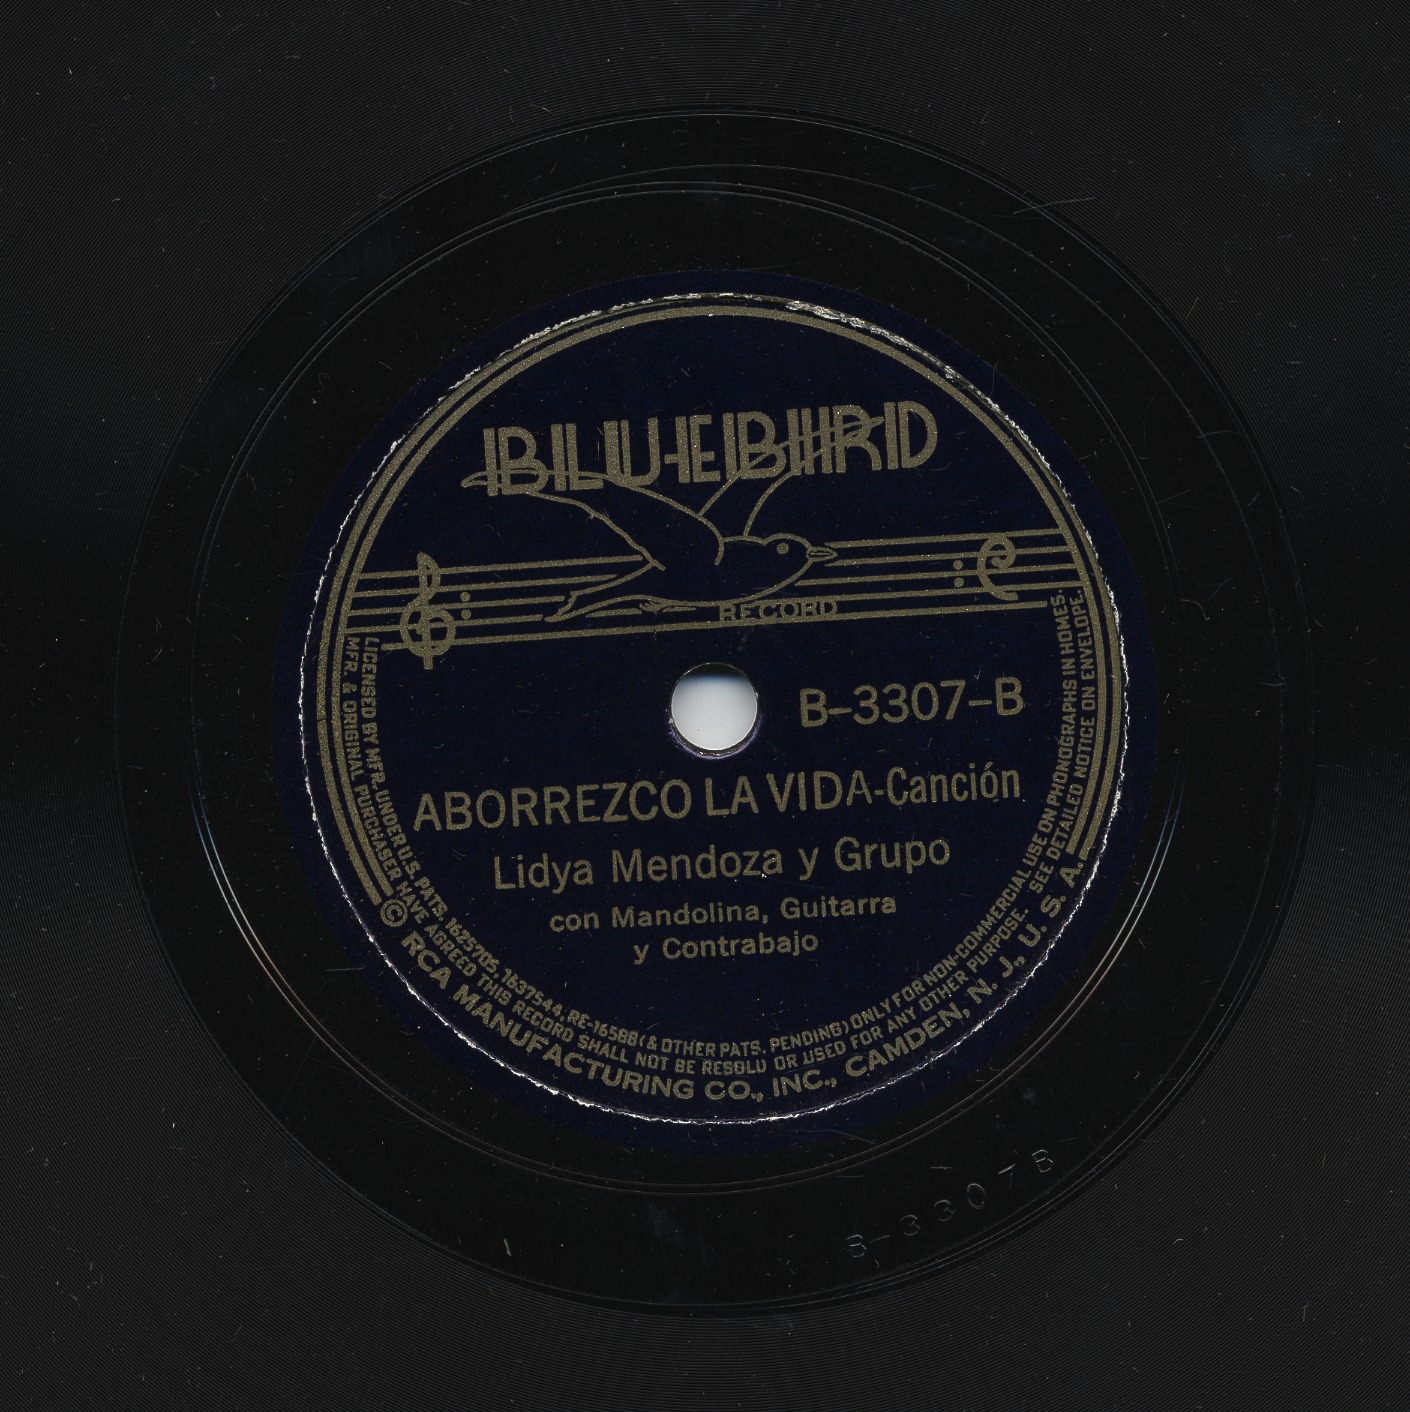 BLUEBIRD
RECORD
B-3307-B
ABORREZCO LA VIDA-Canción
Lidya Mendoza y Grupo
con Mandolina, Guitarra
y Contrabajo
LICENSED BY MFR. UNDER U.S. PATS. 1625705, 1637544, RE-16588 (& OTHER PATS. PENDING) ONLY FOR NON-COMMERCIAL USE ON PHONOGRAPHS IN HOMES.
MFR. & ORIGINAL PURCHASER HAVE AGREED THIS RECORD SHALL NOT BE RESOLD OR USED FOR ANY OTHER PURPOSE. SEE DETAILED NOTICE ON ENVELOPE.
© RCA MANUFACTURING CO., INC., CAMDEN, N. J., U. S. A.
B-3307B